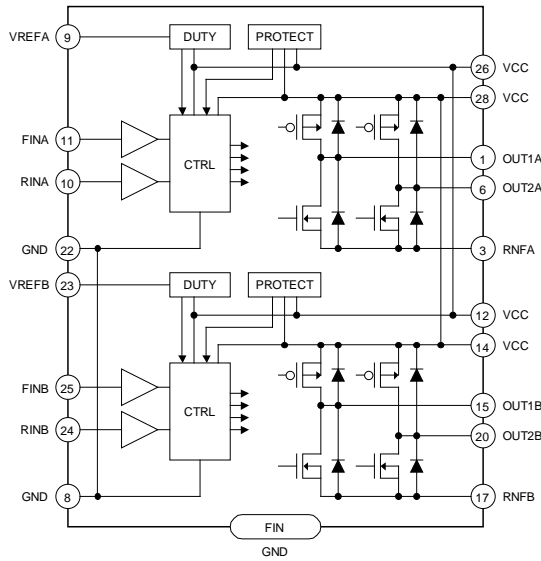 VREFA 9 DUTY PROTECT
26 VCC
28 VCC
FINA 11
CTRL
1 OUT1A
RINA 10
6 OUT2A
GND 22
3 RNFA
VREFB 23 DUTY PROTECT
12 VCC
14 VCC
FINB 25
CTRL
15 OUT1B
RINB 24
20 OUT2B
GND 8
17 RNFB
FIN
GND